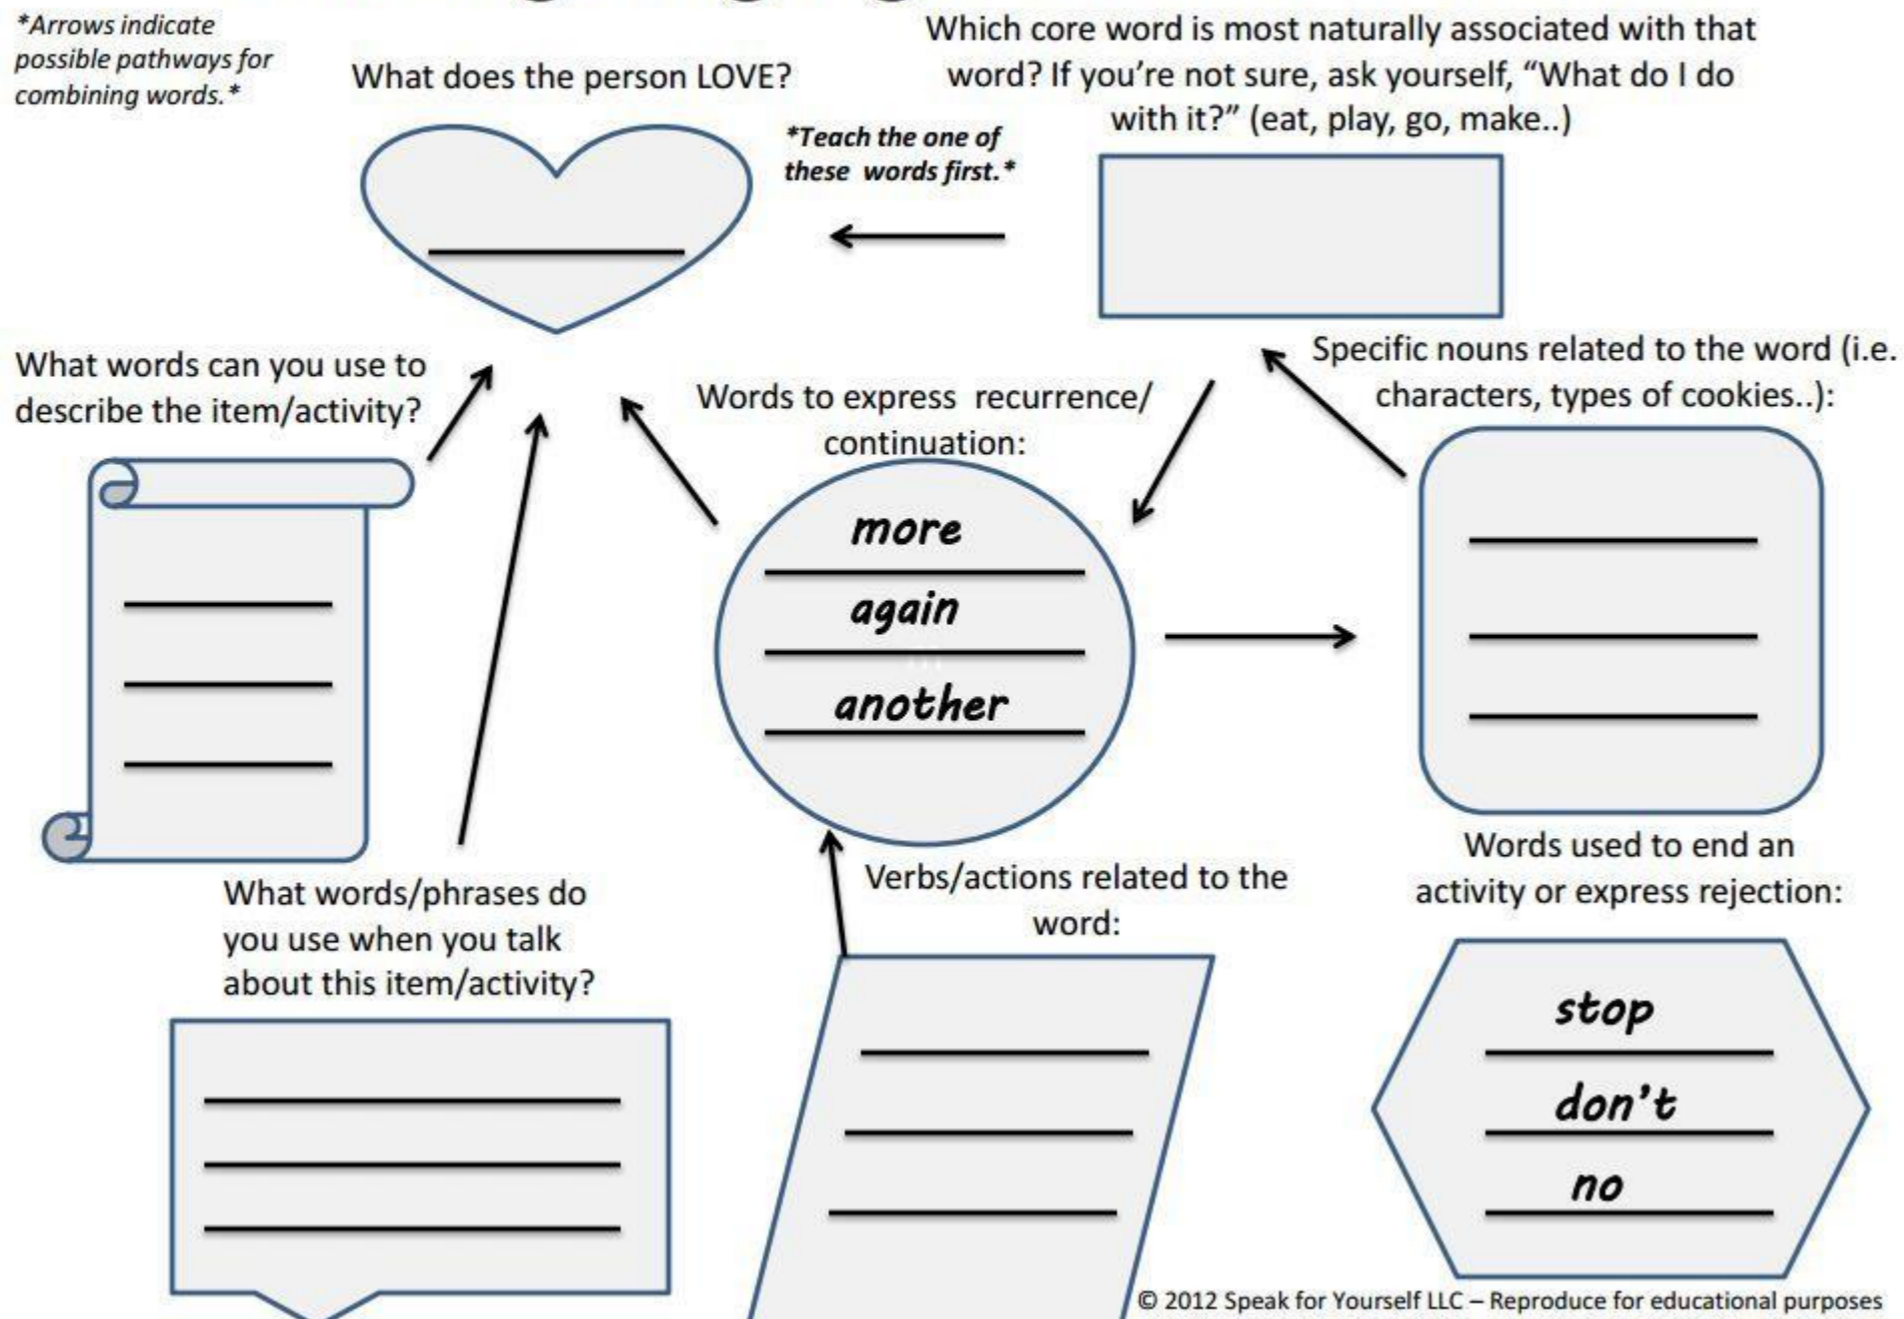 *Arrows indicate
possible pathways for
combining words.*
What does the person LOVE?
Which core word is most naturally associated with that
word? If you're not sure, ask yourself, “What do I do
with it?” (eat, play, go, make..)
*Teach the one of
these words first.*
What words can you use to
describe the item/activity?
Words to express recurrence/
continuation:
more
again
another
Specific nouns related to the word (i.e.
characters, types of cookies..):
What words/phrases do
you use when you talk
about this item/activity?
Verbs/actions related to the
word:
Words used to end an
activity or express rejection:
stop
don't
no
© 2012 Speak for Yourself LLC – Reproduce for educational purposes